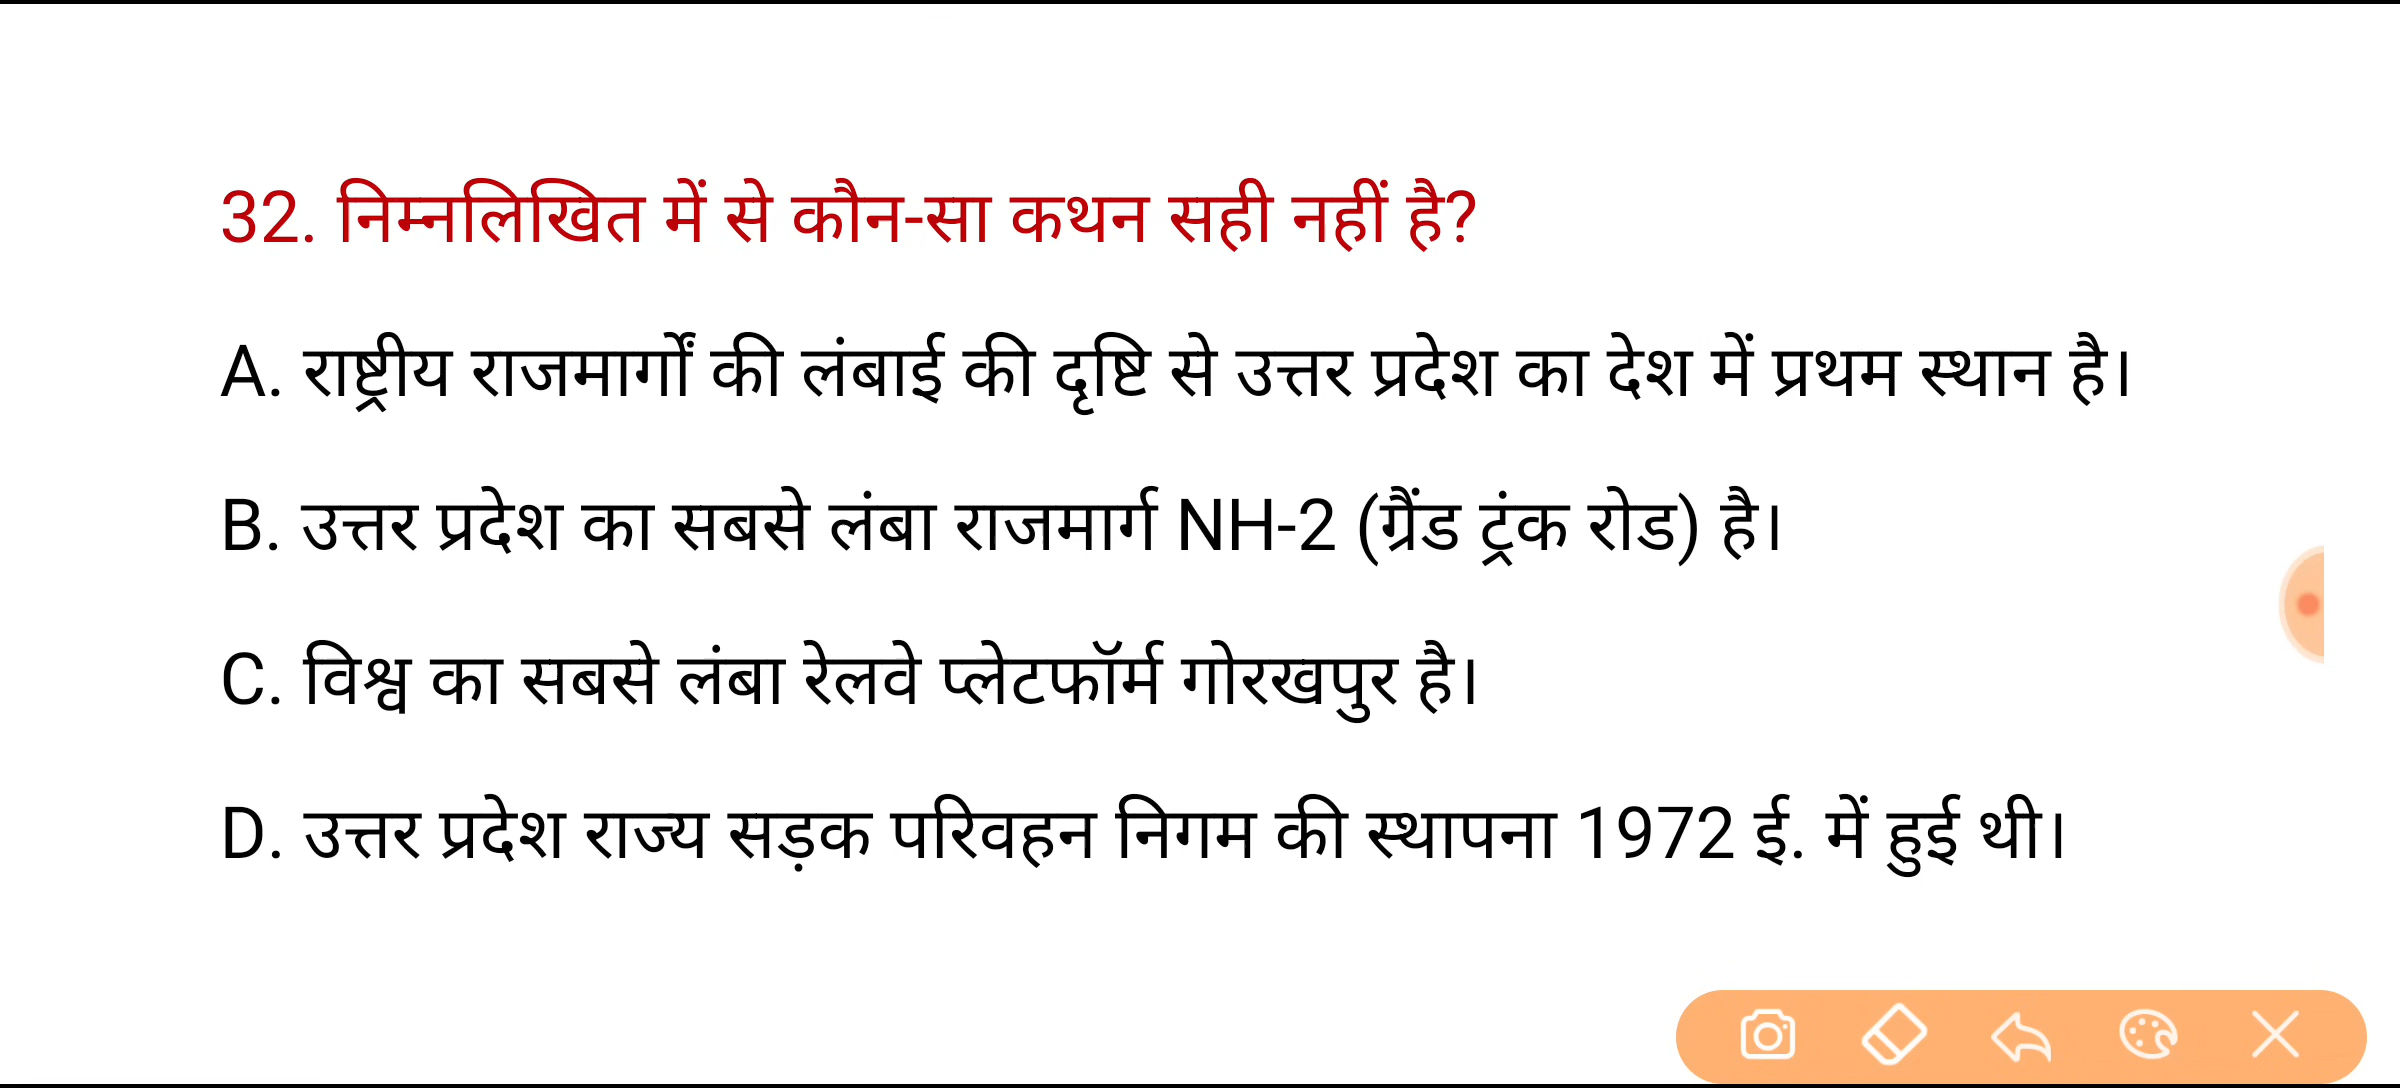 32. निम्नलिखित में से कौन-सा कथन सही नहीं है?
A. राष्ट्रीय राजमार्गों की लंबाई की दृष्टि से उत्तर प्रदेश का देश में प्रथम स्थान है।
B. उत्तर प्रदेश का सबसे लंबा राजमार्ग NH-2 (ग्रैंड ट्रंक रोड) है।
C. विश्व का सबसे लंबा रेलवे प्लेटफॉर्म गोरखपुर है।
D. उत्तर प्रदेश राज्य सड़क परिवहन निगम की स्थापना 1972 ई. में हुई थी।